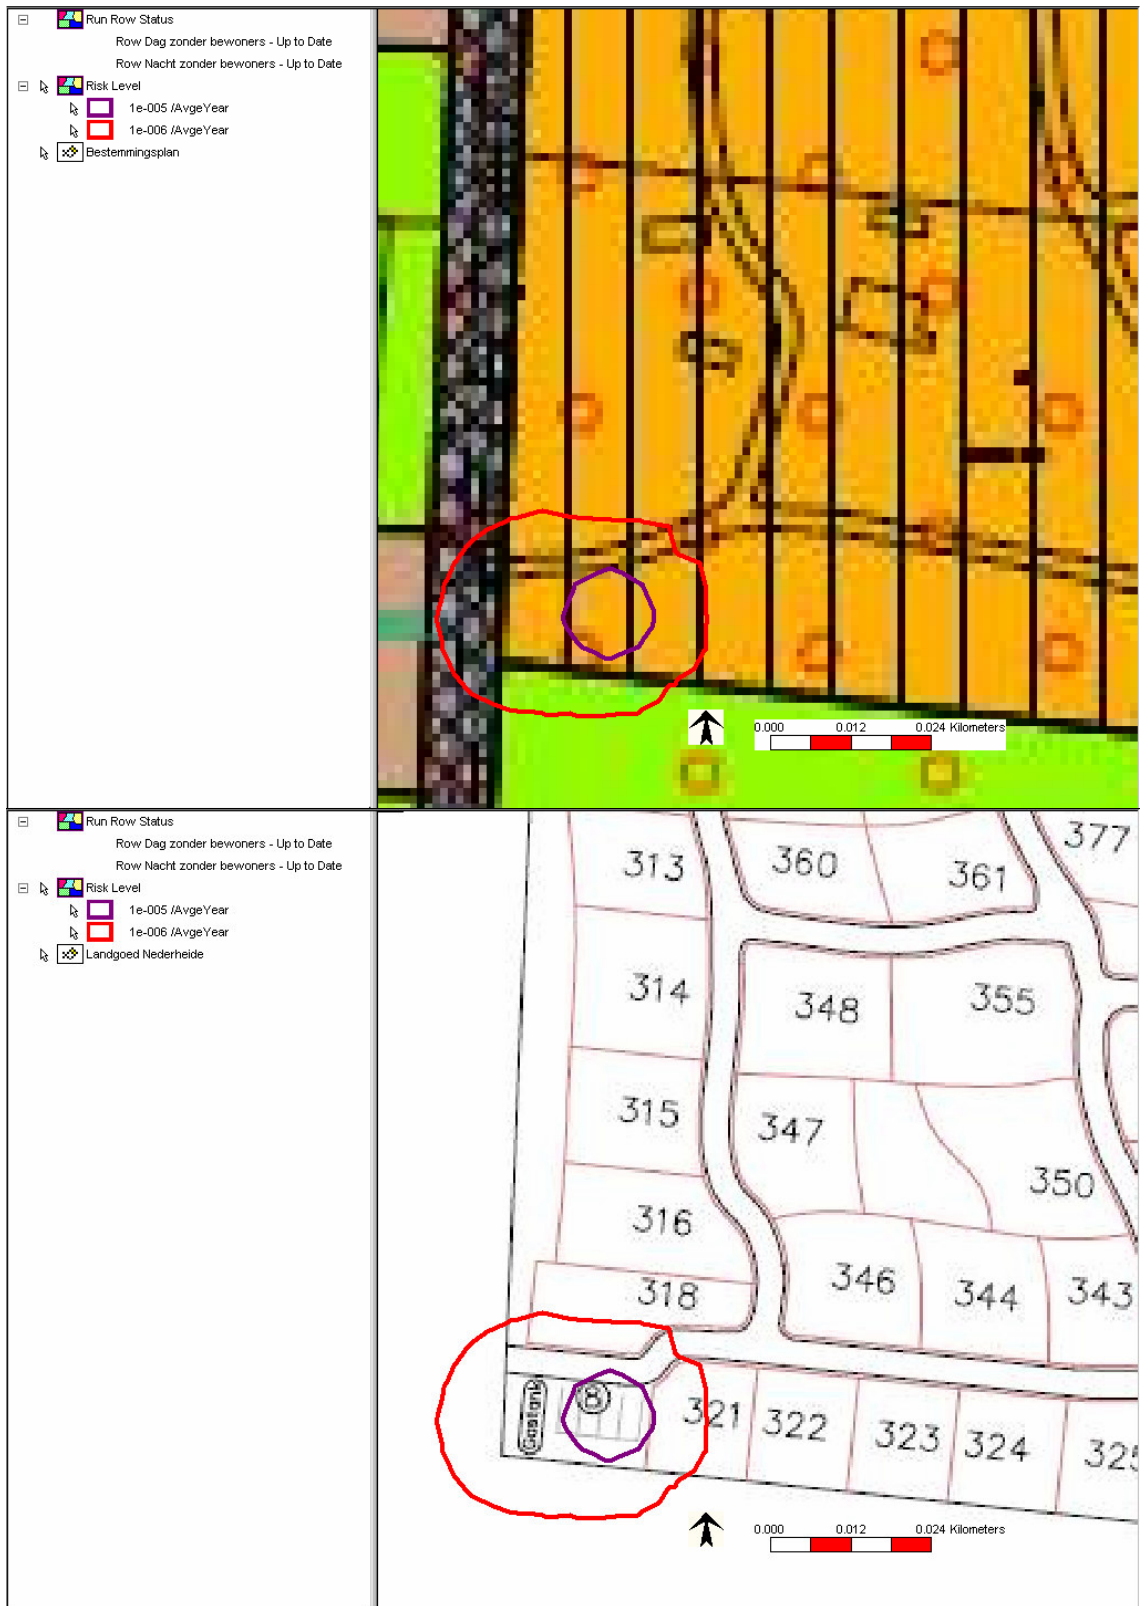 Run Row Status
Row Dag zonder bewoners - Up to Date
Row Nacht zonder bewoners - Up to Date
Risk Level
1e-005 /AvgeYear
1e-006 /AvgeYear
Bestemmingsplan
0.000 0.012 0.024 Kilometers
Run Row Status
Row Dag zonder bewoners - Up to Date
Row Nacht zonder bewoners - Up to Date
Risk Level
1e-005 /AvgeYear
1e-006 /AvgeYear
Landgoed Nederheide
313 360 361 377
314 348 355
315 347 350
316
318 346 344 343
Gastank 8 321 322 323 324 325
0.000 0.012 0.024 Kilometers